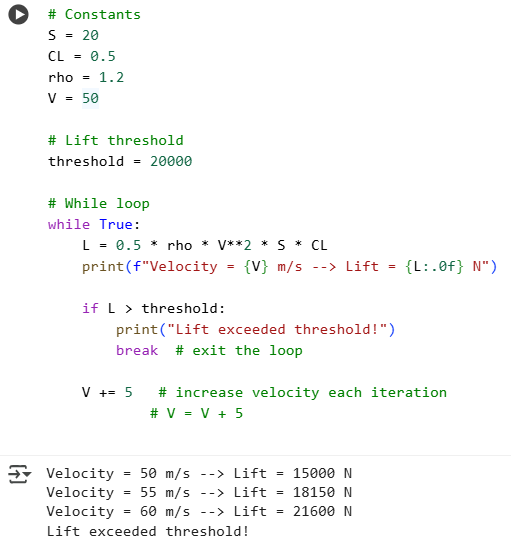 # Constants
S = 20
CL = 0.5
rho = 1.2
V = 50

# Lift threshold
threshold = 20000

# While loop
while True:
    L = 0.5 * rho * V**2 * S * CL
    print(f"Velocity = {V} m/s --> Lift = {L:.0f} N")

    if L > threshold:
        print("Lift exceeded threshold!")
        break  # exit the loop

    V += 5   # increase velocity each iteration
            # V = V + 5

Velocity = 50 m/s --> Lift = 15000 N
Velocity = 55 m/s --> Lift = 18150 N
Velocity = 60 m/s --> Lift = 21600 N
Lift exceeded threshold!